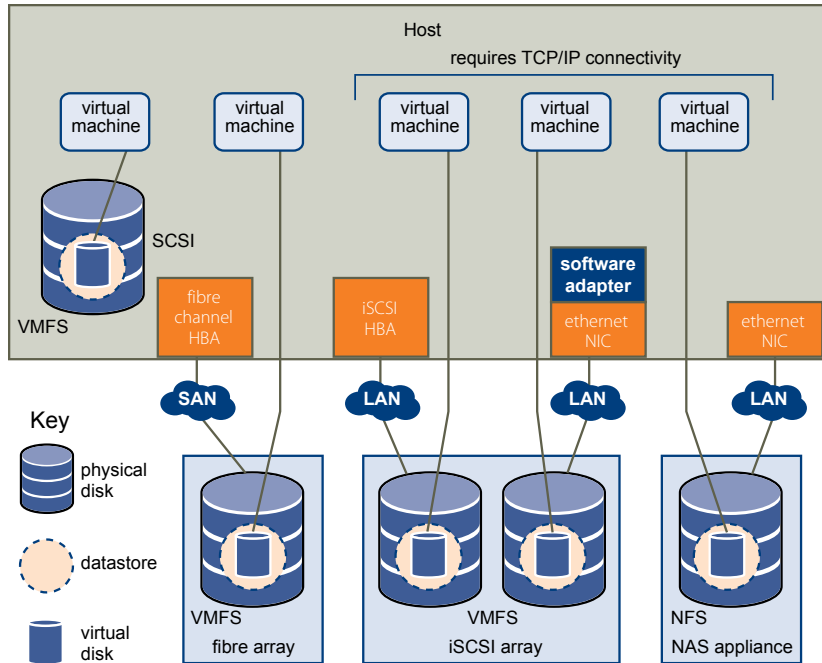 Host
requires TCP/IP connectivity
virtual
machine
virtual
machine
virtual
machine
virtual
machine
virtual
machine
SCSI
VMFS
fibre
channel
HBA
iSCSI
HBA
software
adapter
ethernet
NIC
ethernet
NIC
SAN
LAN
LAN
LAN
Key
physical
disk
datastore
virtual
disk
VMFS
fibre array
VMFS
iSCSI array
NFS
NAS appliance